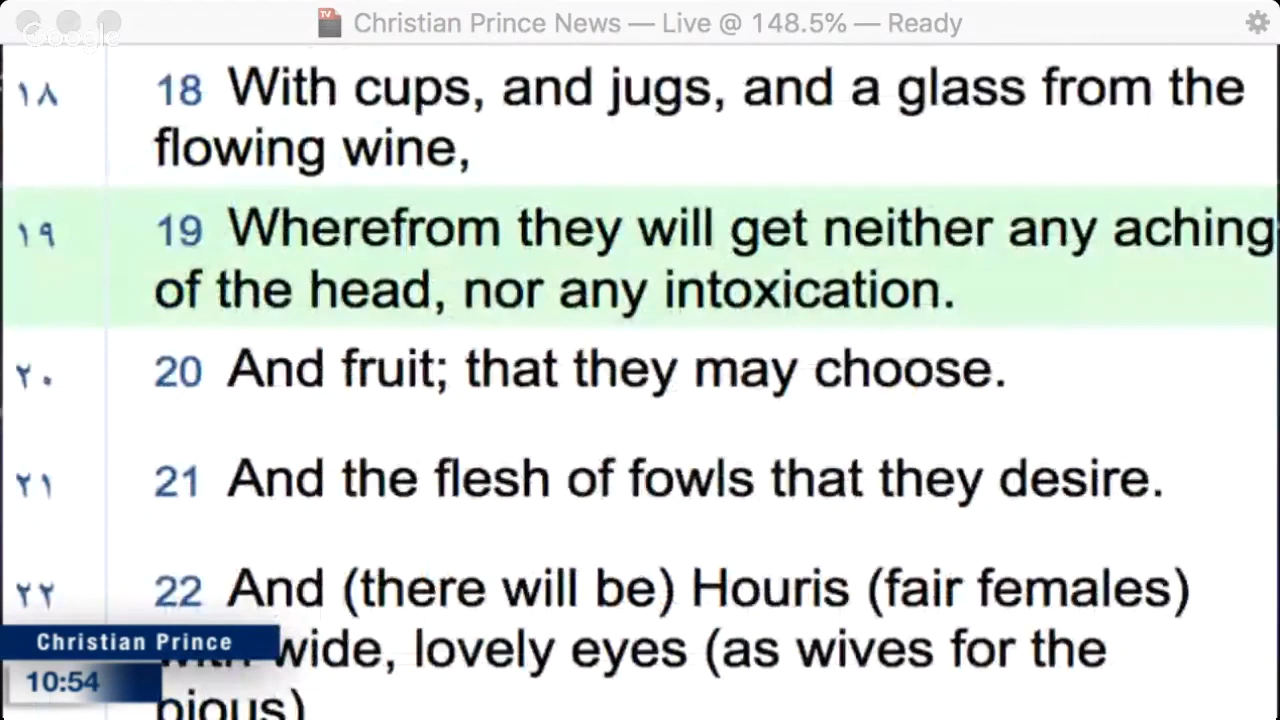 Christian Prince News — Live @ 148.5% — Ready
Google
١٨ 18 With cups, and jugs, and a glass from the
flowing wine,
١٩ 19 Wherefrom they will get neither any aching
of the head, nor any intoxication.
٢٠ 20 And fruit; that they may choose.
٢١ 21 And the flesh of fowls that they desire.
٢٢ 22 And (there will be) Houris (fair females)
with wide, lovely eyes (as wives for the
pious)
Christian Prince
10:54